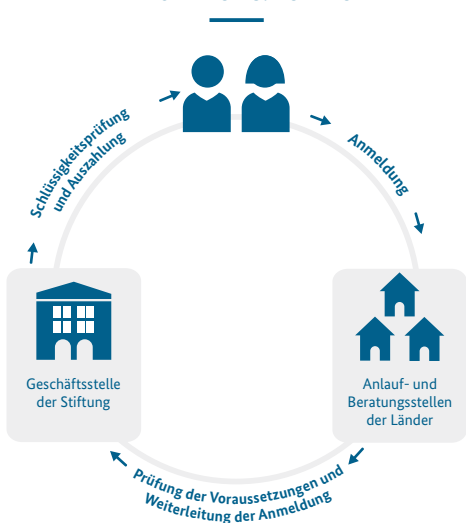 Anmeldung
Anlauf- und
Beratungsstellen
der Länder
Prüfung der Voraussetzungen und
Weiterleitung der Anmeldung
Geschäftsstelle
der Stiftung
Schlüssigkeitsprüfung
und Auszahlung